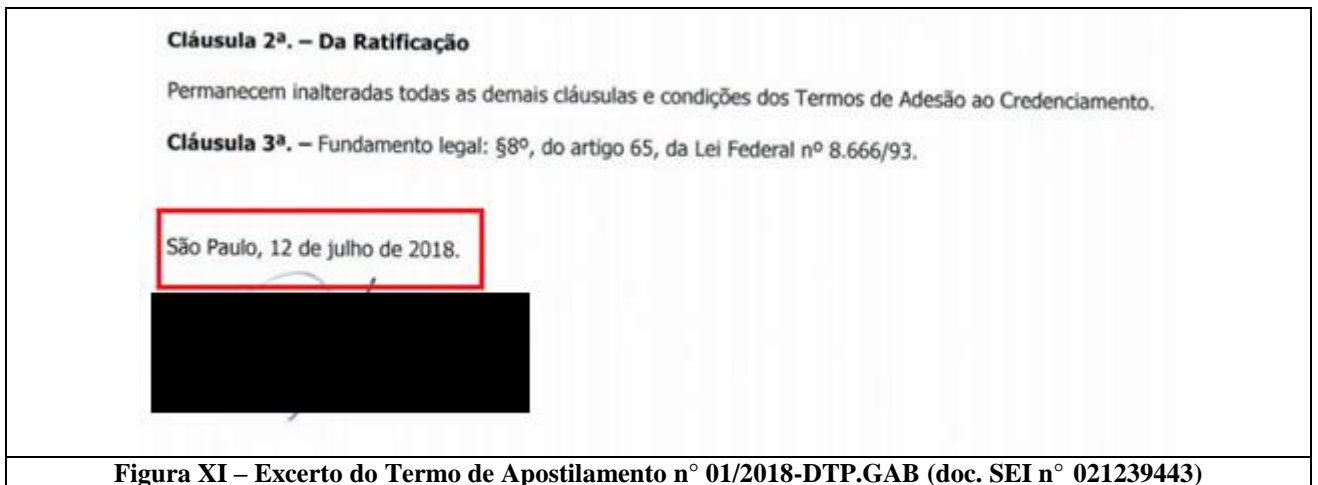 Cláusula 2ª. – Da Ratificação
Permanecem inalteradas todas as demais cláusulas e condições dos Termos de Adesão ao Credenciamento.
Cláusula 3ª. – Fundamento legal: §8º, do artigo 65, da Lei Federal nº 8.666/93.
São Paulo, 12 de julho de 2018.
Figura XI – Excerto do Termo de Apostilamento n° 01/2018-DTP.GAB (doc. SEI n° 021239443)